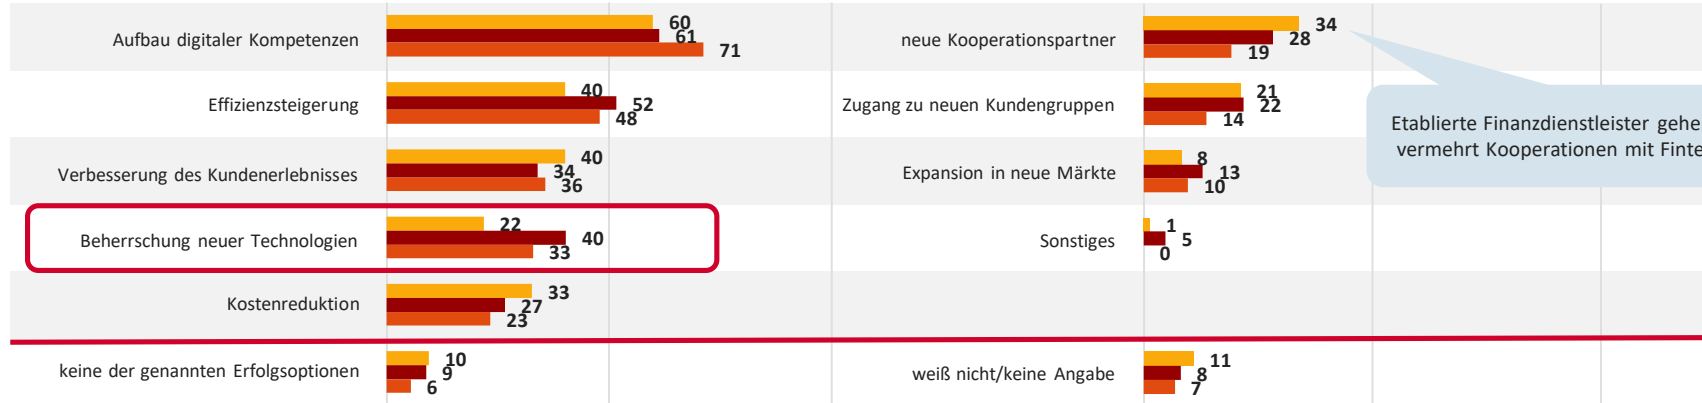 Aufbau digitaler Kompetenzen
60
61
71
Effizienzsteigerung
40
52
48
Verbesserung des Kundenerlebnisses
40
34
36
Beherrschung neuer Technologien
22
40
33
Kostenreduktion
33
27
23
keine der genannten Erfolgsoptionen
10
9
6
neue Kooperationspartner
34
28
19
Zugang zu neuen Kundengruppen
21
22
14
Expansion in neue Märkte
8
13
10
Sonstiges
1
5
0
weiß nicht/keine Angabe
11
8
7
Etablierte Finanzdienstleister gehe
vermehrt Kooperationen mit Finte